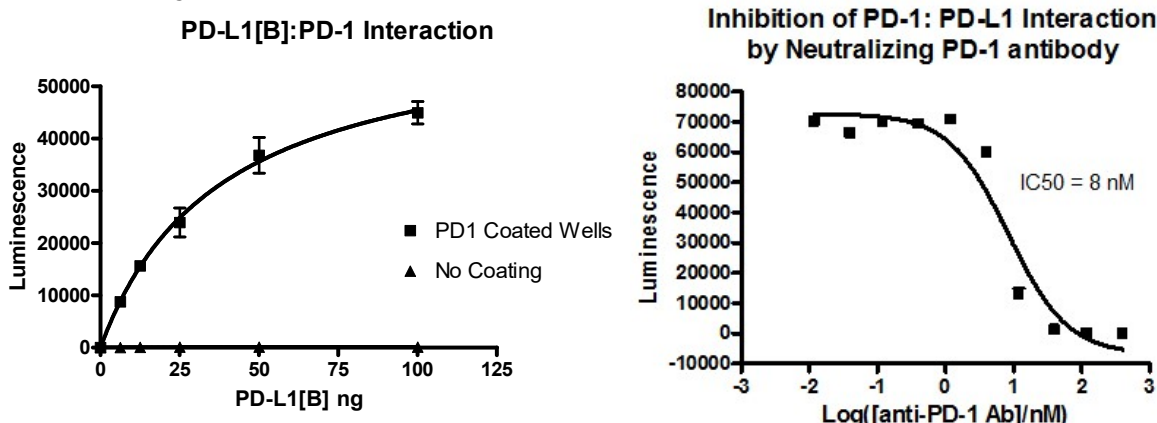 PD-L1[B]:PD-1 Interaction
50000
40000
30000
20000
10000
0
Luminescence
0 25 50 75 100 125
PD-L1[B] ng
PD1 Coated Wells
No Coating
Inhibition of PD-1: PD-L1 Interaction
by Neutralizing PD-1 antibody
80000
70000
60000
50000
40000
30000
20000
10000
0
-10000
Luminescence
IC50 = 8 nM
-3 -2 -1 0 1 2 3
Log([anti-PD-1 Ab]/nM)